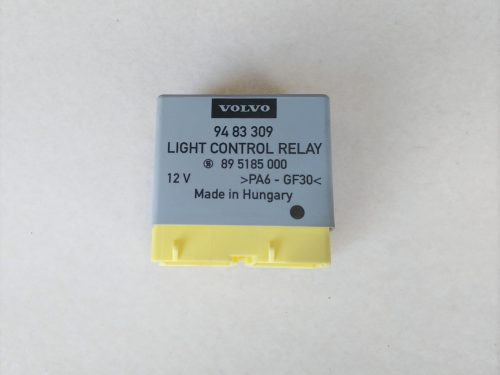 VOLVO
94 83 309
LIGHT CONTROL RELAY
Ⓢ 89 5185 000
12 V >PA6 - GF30<
Made in Hungary